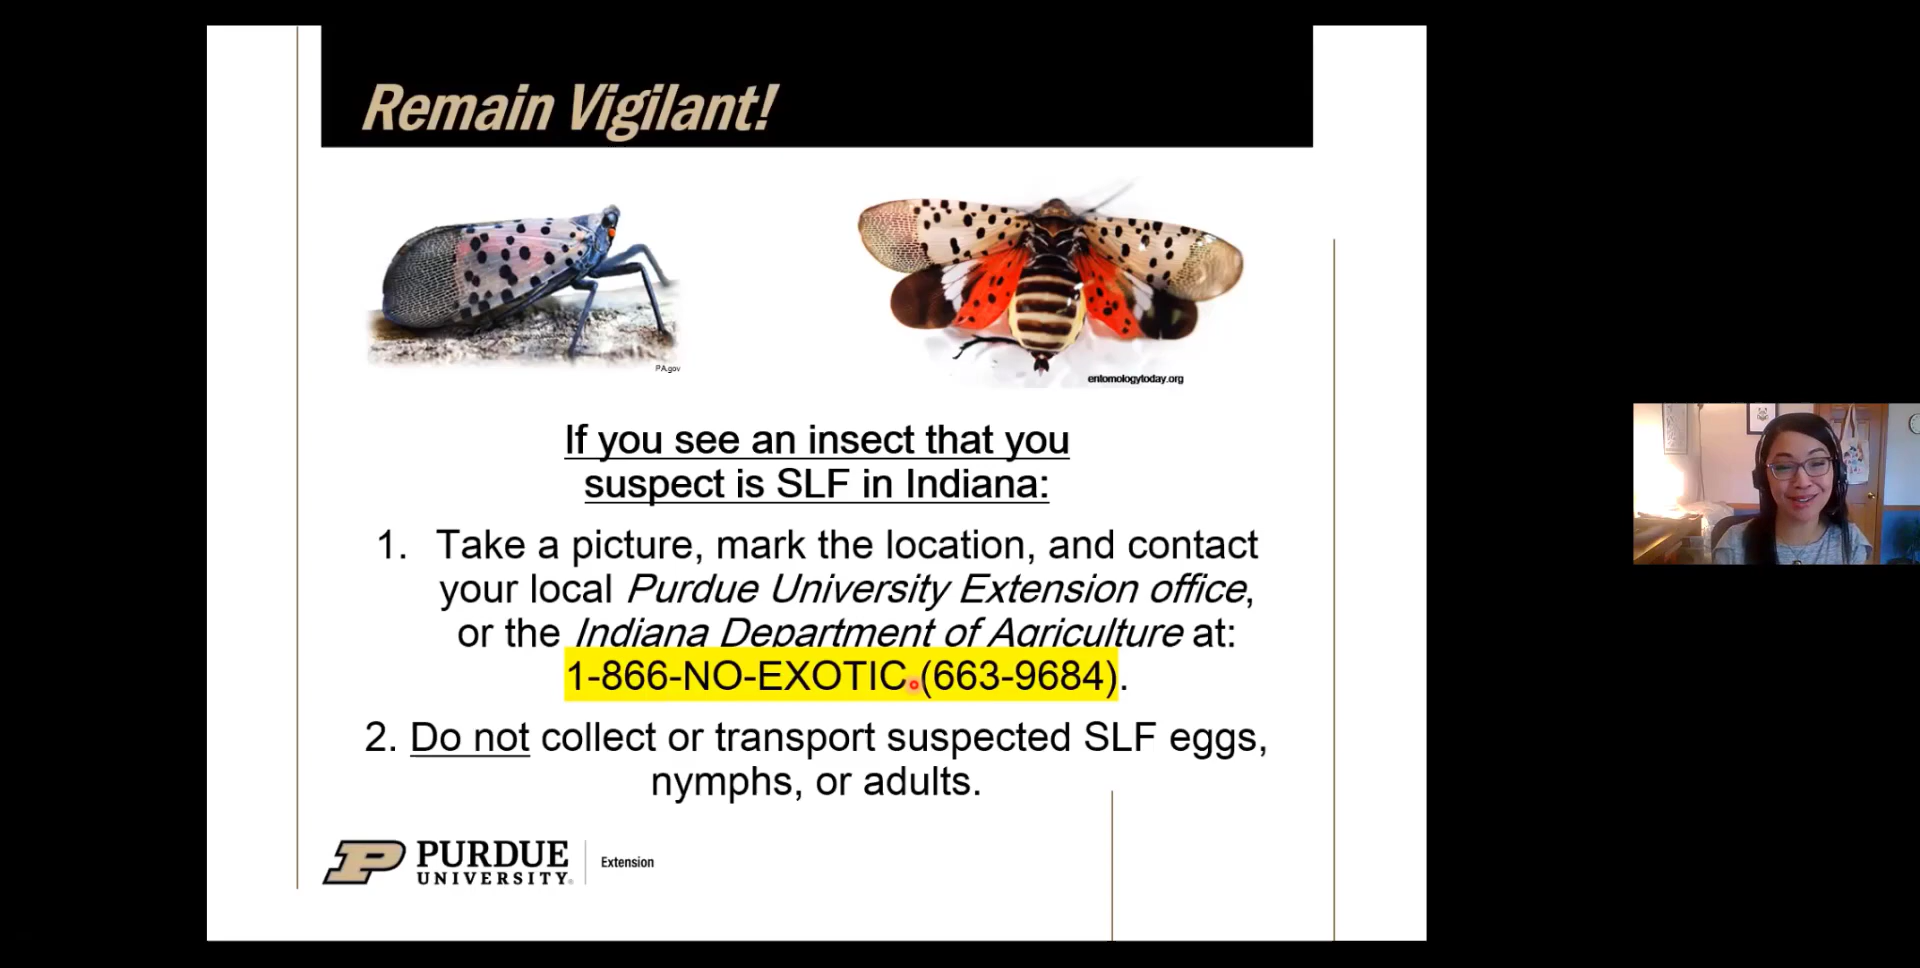 Remain Vigilant!
PA.gov
entomologytoday.org
If you see an insect that you
suspect is SLF in Indiana:
1. Take a picture, mark the location, and contact
your local Purdue University Extension office,
or the Indiana Department of Agriculture at:
1-866-NO-EXOTIC (663-9684).
2. Do not collect or transport suspected SLF eggs,
nymphs, or adults.
PURDUE
UNIVERSITY®
Extension